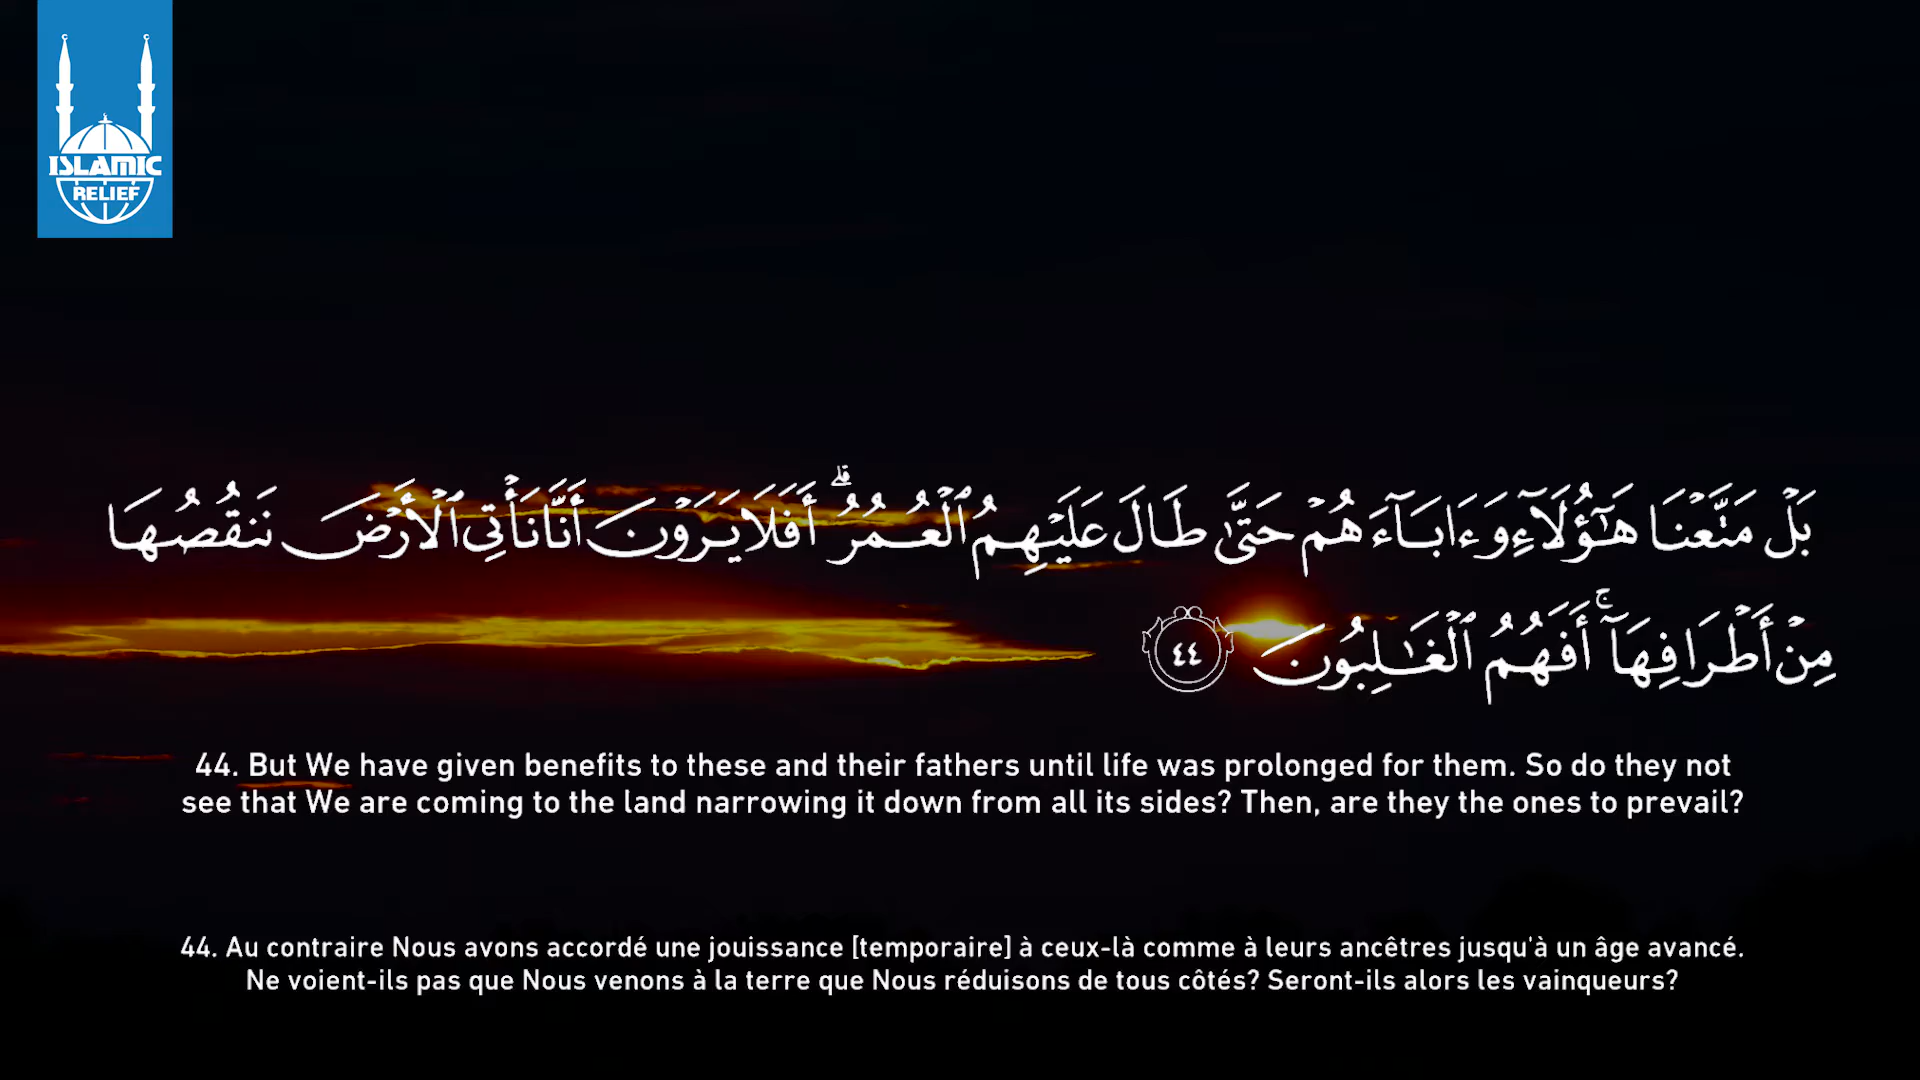 ISLAMIC
RELIEF
بَلْ مَتَّعْنَا هَٰٓؤُلَآءِ وَءَابَآءَهُمْ حَتَّىٰ طَالَ عَلَيْهِمُ ٱلْعُمُرُ ۗ أَفَلَا يَرَوْنَ أَنَّا نَأْتِى ٱلْأَرْضَ نَنقُصُهَا
مِنْ أَطْرَافِهَآ ۚ أَفَهُمُ ٱلْغَٰلِبُونَ ٤٤
44. But We have given benefits to these and their fathers until life was prolonged for them. So do they not
see that We are coming to the land narrowing it down from all its sides? Then, are they the ones to prevail?
44. Au contraire Nous avons accordé une jouissance [temporaire] à ceux-là comme à leurs ancêtres jusqu'à un âge avancé.
Ne voient-ils pas que Nous venons à la terre que Nous réduisons de tous côtés? Seront-ils alors les vainqueurs?